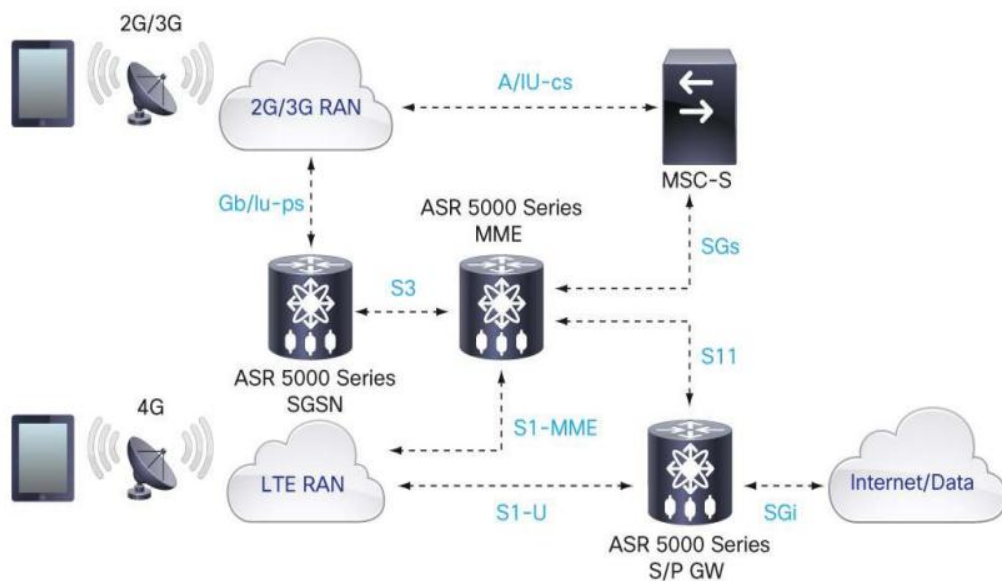 2G/3G
2G/3G RAN
A/IU-cs
MSC-S
Gb/Iu-ps
ASR 5000 Series
MME
SGs
S3
S11
ASR 5000 Series
SGSN
4G
S1-MME
LTE RAN
S1-U
SGi
Internet/Data
ASR 5000 Series
S/P GW